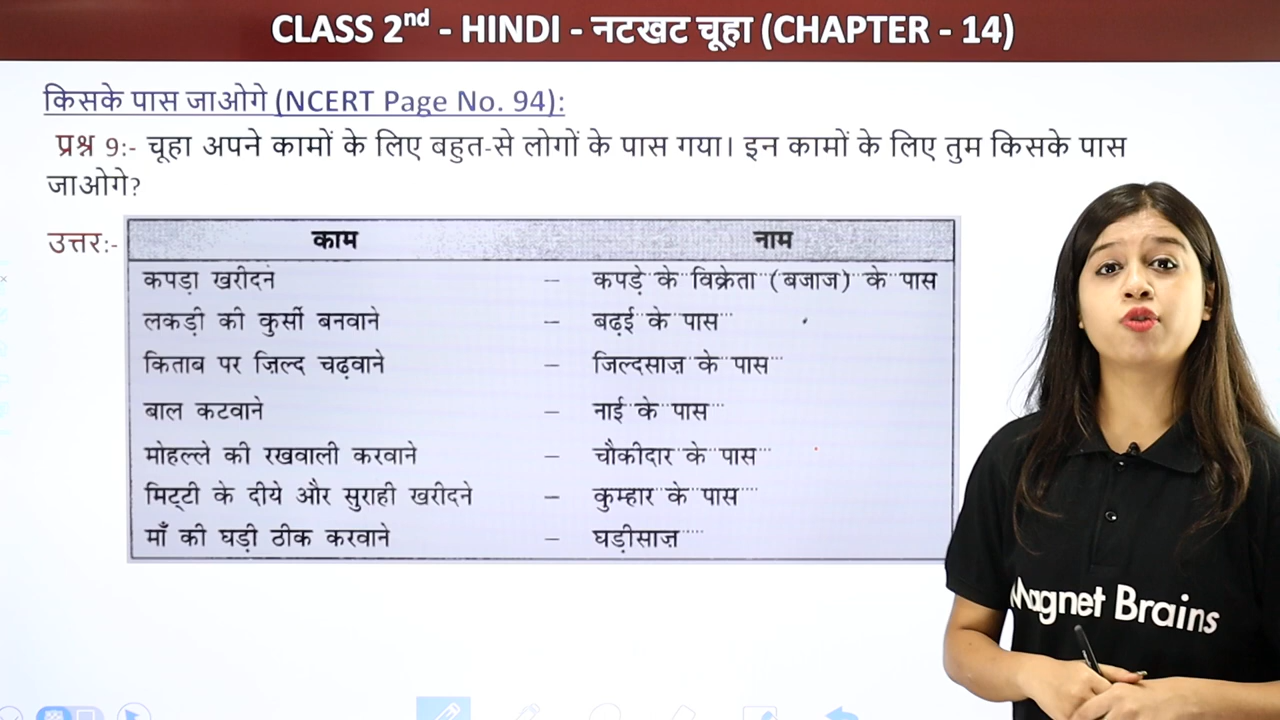 CLASS 2nd - HINDI - नटखट चूहा (CHAPTER - 14)
किसके पास जाओगे (NCERT Page No. 94):
प्रश्न 9:- चूहा अपने कामों के लिए बहुत-से लोगों के पास गया। इन कामों के लिए तुम किसके पास
जाओगे?
उत्तर:-
काम नाम
कपड़ा खरीदने – कपड़े के विक्रेता (बजाज) के पास
लकड़ी की कुर्सी बनवाने – बढ़ई के पास
किताब पर ज़िल्द चढ़वाने – जिल्दसाज़ के पास
बाल कटवाने – नाई के पास
मोहल्ले की रखवाली करवाने – चौकीदार के पास
मिट्टी के दीये और सुराही खरीदने – कुम्हार के पास
माँ की घड़ी ठीक करवाने – घड़ीसाज़
Magnet Brains